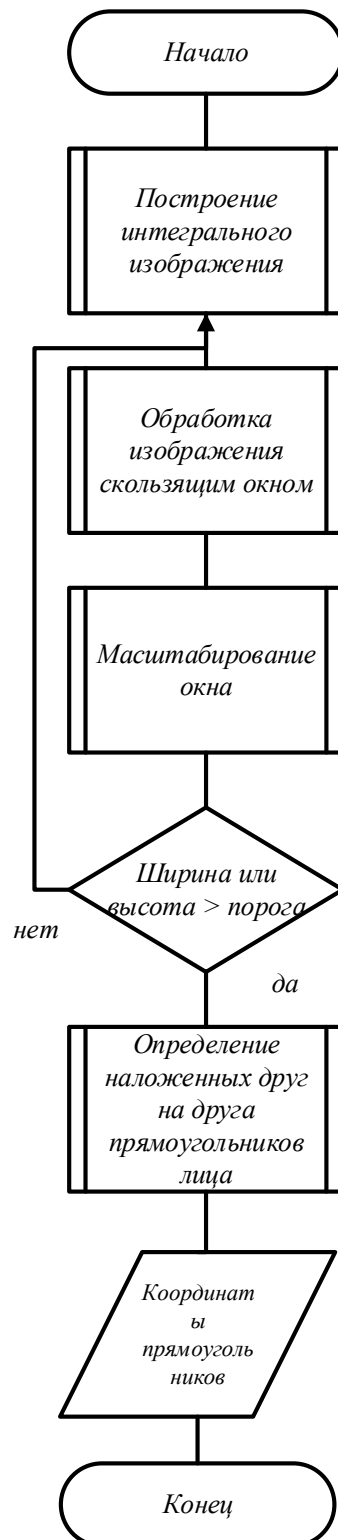 Начало
Построение
интегрального
изображения
Обработка
изображения
скользящим окном
Масштабирование
окна
Ширина или
высота > порога
нет
да
Определение
наложенных друг
на друга
прямоугольников
лица
Координат
ы
прямоуголь
ников
Конец